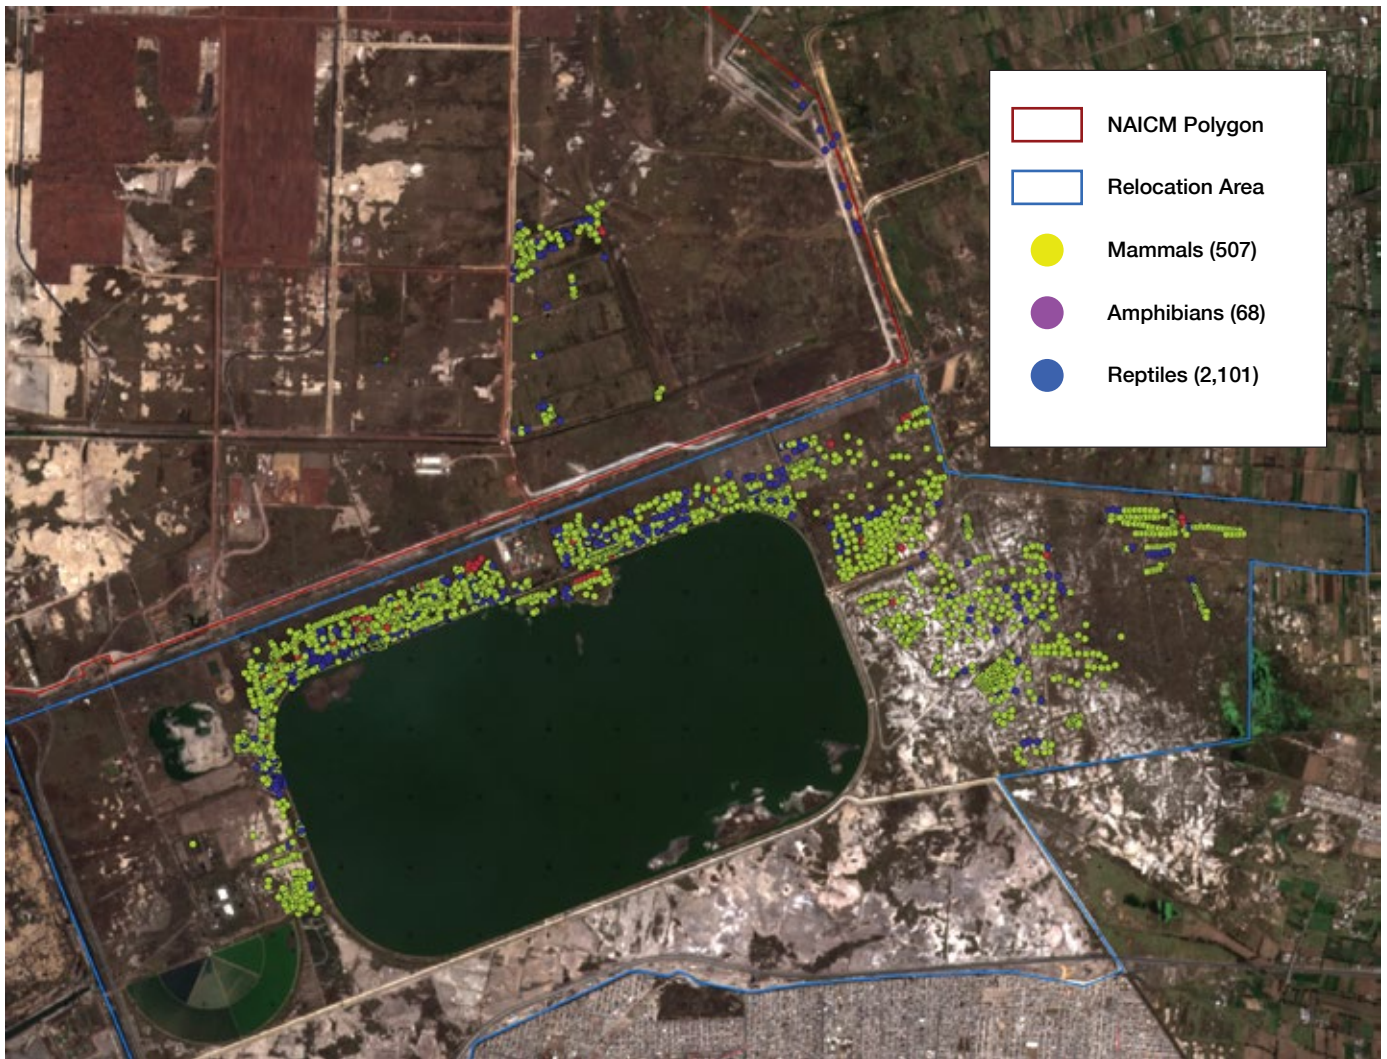 NAICM Polygon
Relocation Area
Mammals (507)
Amphibians (68)
Reptiles (2,101)